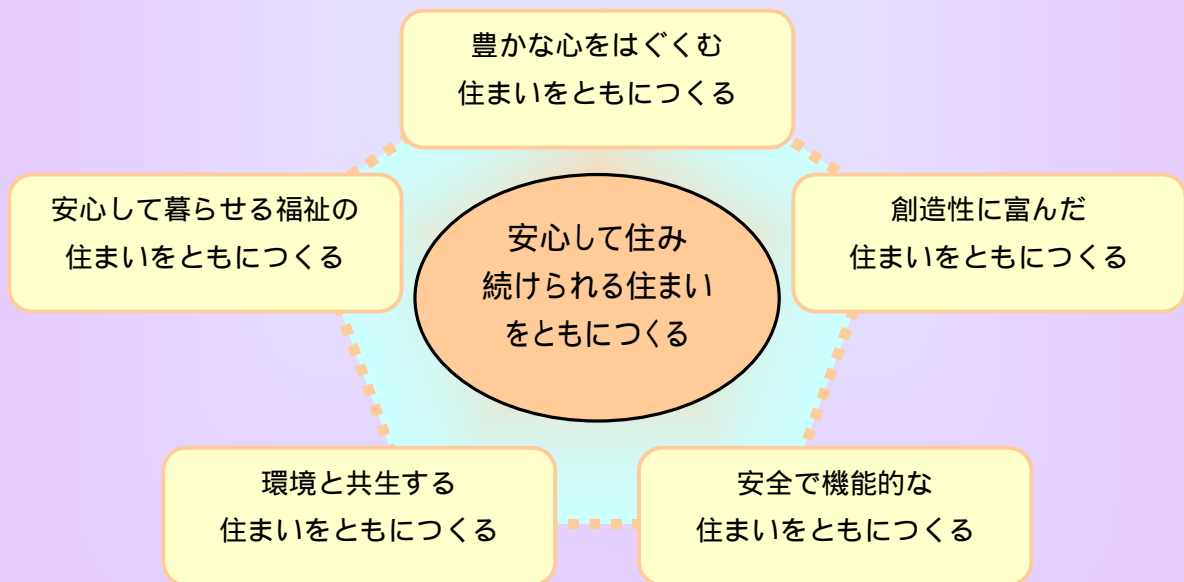 豊かな心をはぐくむ
住まいをともにつくる
安心して暮らせる福祉の
住まいをともにつくる
安心して住み
続けられる住まい
をともにつくる
創造性に富んだ
住まいをともにつくる
環境と共生する
住まいをともにつくる
安全で機能的な
住まいをともにつくる